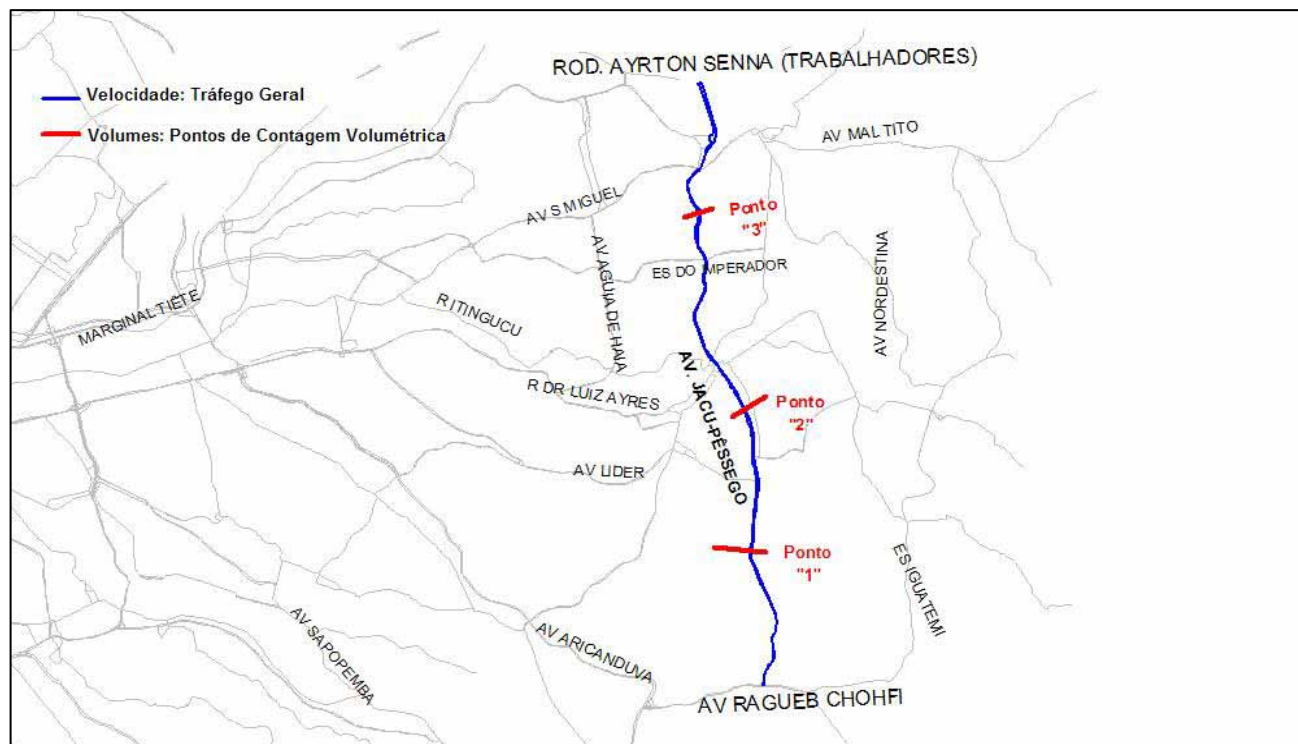 ROD. AYRTON SENNA (TRABALHADORES)
Velocidade: Tráfego Geral
Volumes: Pontos de Contagem Volumétrica
AV MAL TITO
AV S MIGUEL
Ponto
"3"
AV AGUIA DE HAIA
ES DO IMPERADOR
AV NORDESTINA
MARGINAL TIÊTE
R ITINGUCU
AV. JACU-PÊSSEGO
R DR LUIZ AYRES
Ponto
"2"
AV LIDER
Ponto
"1"
ES IGUATEMI
AV SAPOPEMBA
AV ARICANDUVA
AV RAGUEB CHOHFI